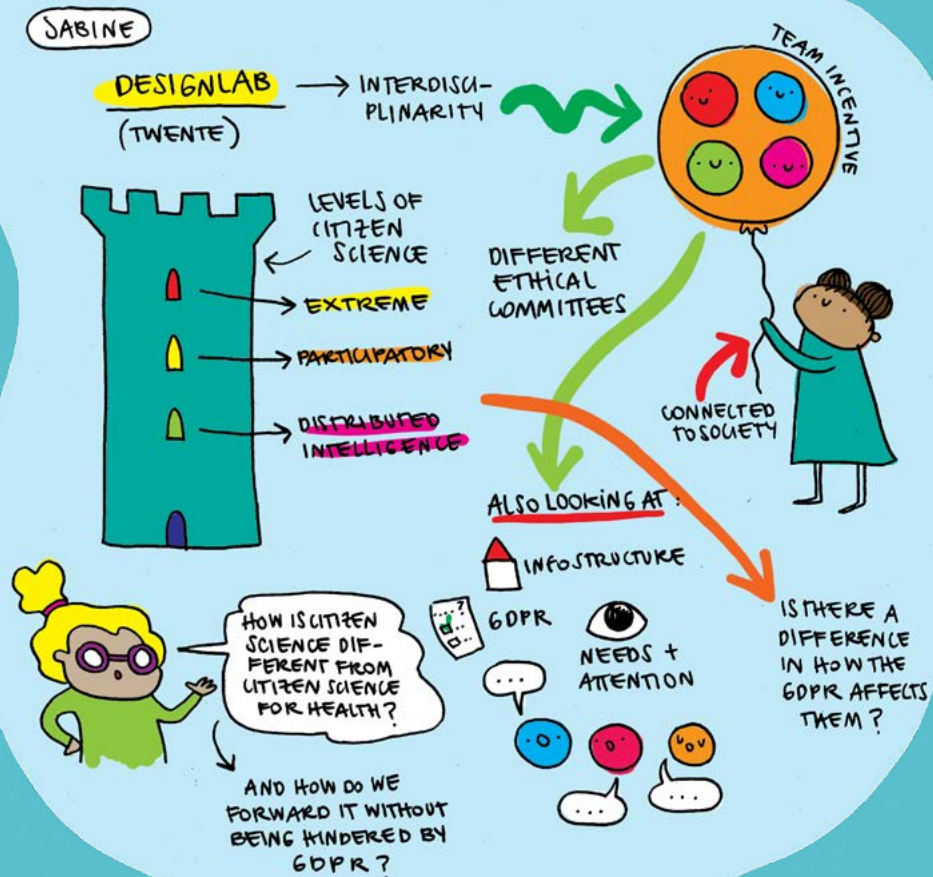 SABINE
DESIGNLAB
(TWENTE)
→ INTERDISCI-
PLINARITY
TEAM INCENTIVE
LEVELS OF
CITIZEN
SCIENCE
EXTREME
PARTICIPATORY
DISTRIBUTED
INTELLIGENCE
DIFFERENT
ETHICAL
COMMITTEES
CONNECTED
TO SOCIETY
ALSO LOOKING AT:
INFOSTRUCTURE
GDPR
NEEDS +
ATTENTION
...
...
...
IS THERE A
DIFFERENCE
IN HOW THE
GDPR AFFECTS
THEM?
HOW IS CITIZEN
SCIENCE DIF-
FERENT FROM
CITIZEN SCIENCE
FOR HEALTH?
AND HOW DO WE
FORWARD IT WITHOUT
BEING HINDERED BY
GDPR?